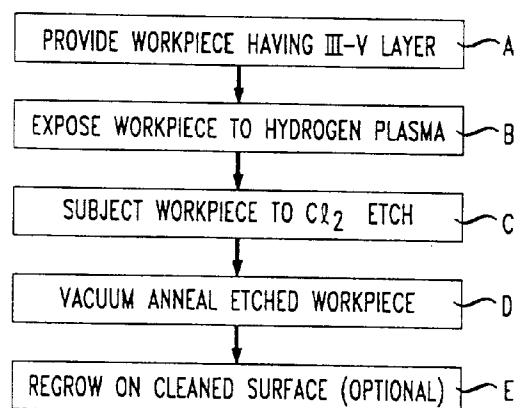 PROVIDE WORKPIECE HAVING III-V LAYER A
EXPOSE WORKPIECE TO HYDROGEN PLASMA B
SUBJECT WORKPIECE TO Cℓ₂ ETCH C
VACUUM ANNEAL ETCHED WORKPIECE D
REGROW ON CLEANED SURFACE (OPTIONAL) E